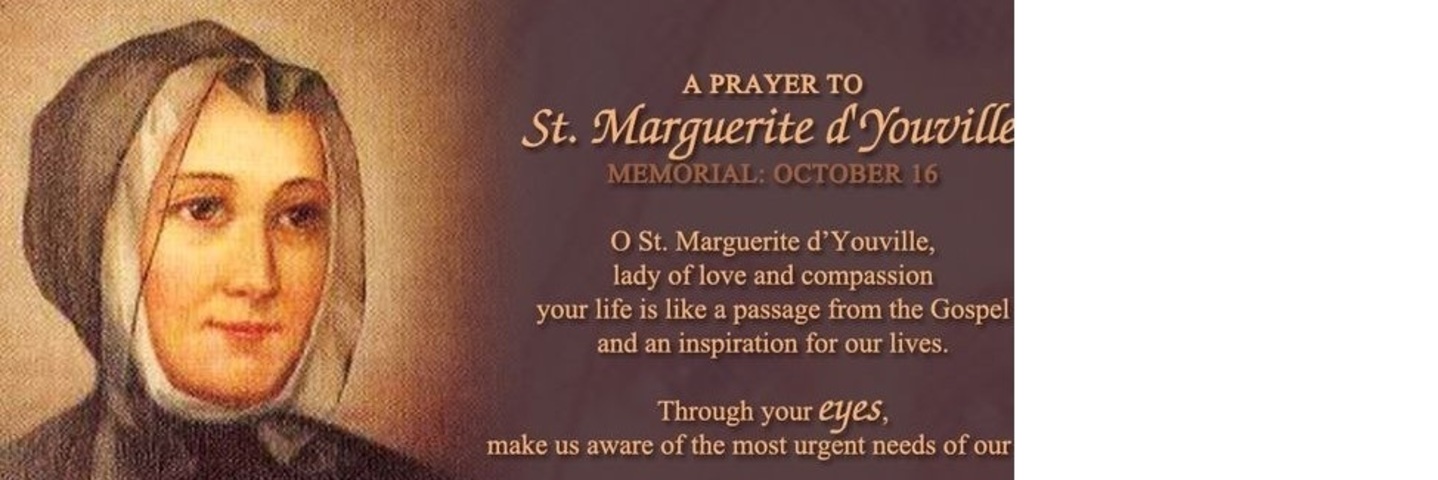 A PRAYER TO
St. Marguerite d'Youville
MEMORIAL: OCTOBER 16
O St. Marguerite d’Youville,
lady of love and compassion
your life is like a passage from the Gospel
and an inspiration for our lives.
Through your eyes,
make us aware of the most urgent needs of our